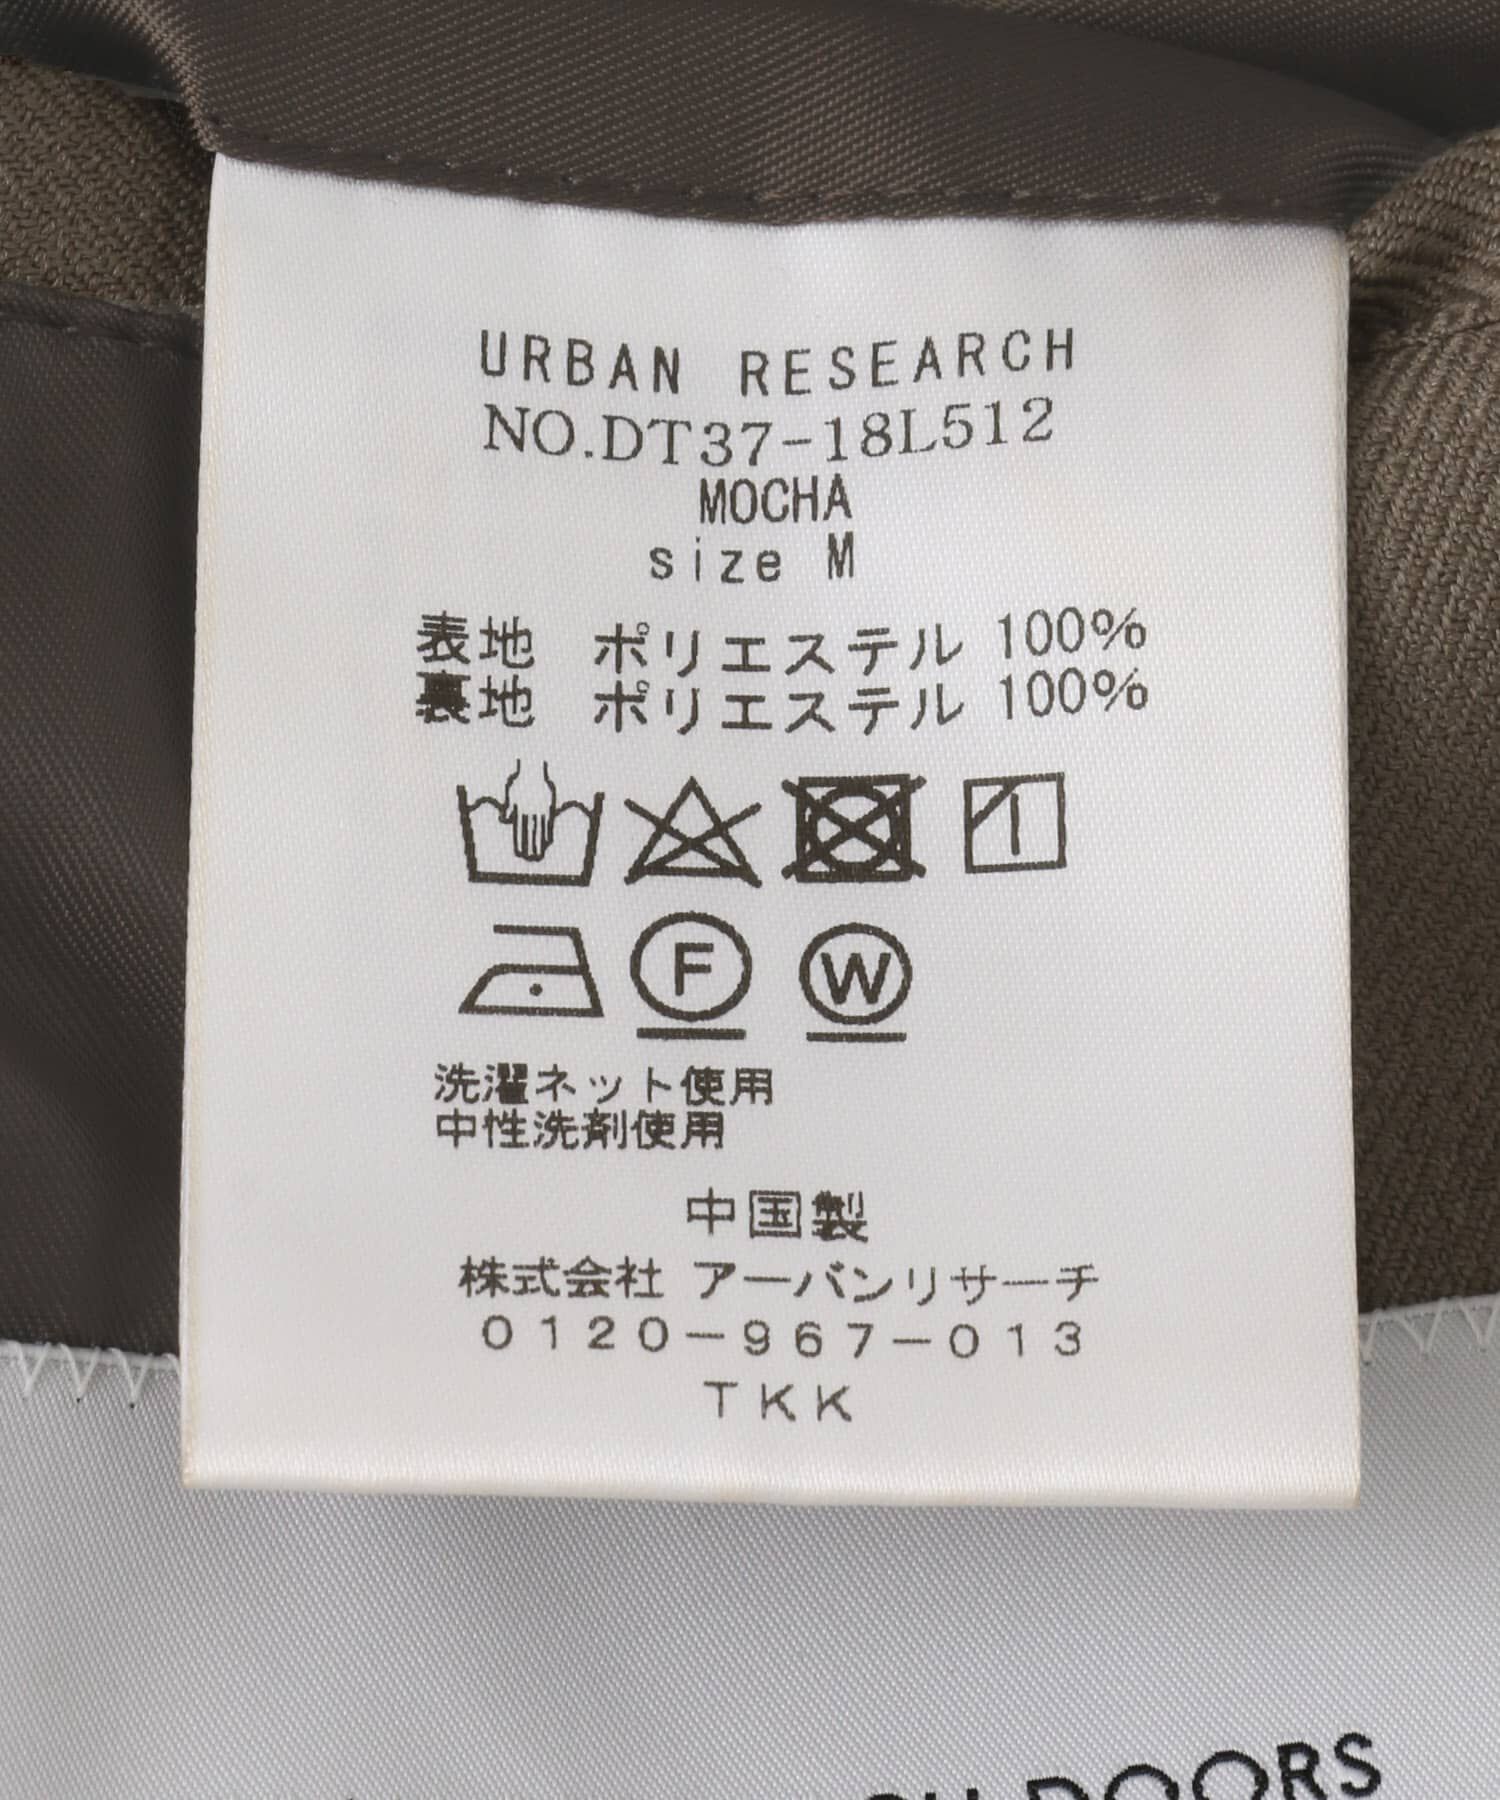 URBAN RESEARCH
NO.DT37-18L512
MOCHA
size M
表地 ポリエステル 100%
裏地 ポリエステル 100%
F W
洗濯ネット使用
中性洗剤使用
中国製
株式会社 アーバンリサーチ
0120-967-013
TKK
DOORS